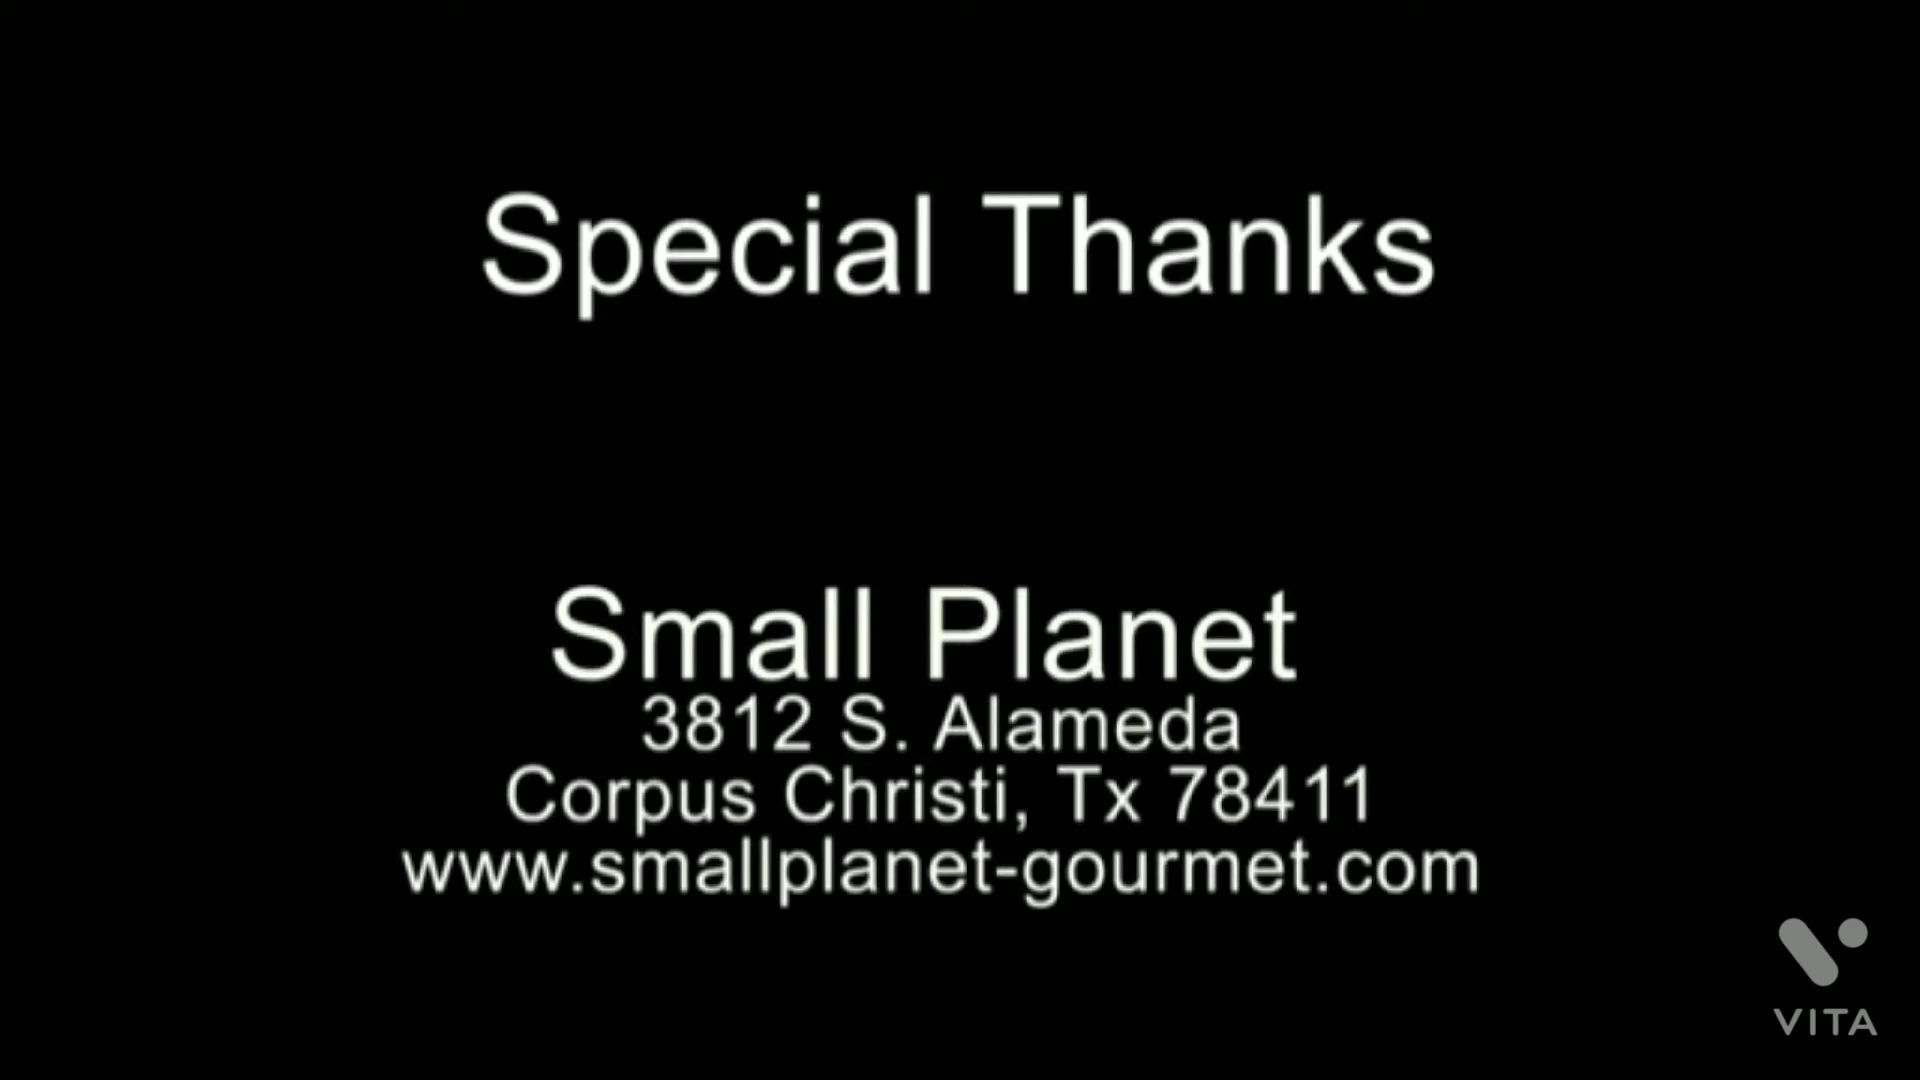 Special Thanks
Small Planet
3812 S. Alameda
Corpus Christi, Tx 78411
www.smallplanet-gourmet.com
VITA